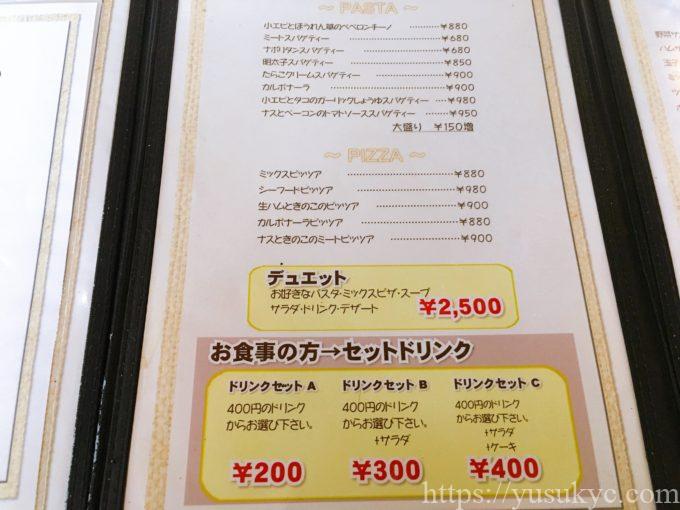 ~ PASTA ~
小エビとほうれん草のペペロンチーノ ¥880
ミートスパゲティー ¥680
ナポリタンスパゲティー ¥680
明太子スパゲティー ¥850
たらこクリームスパゲティー ¥900
カルボナーラ ¥900
小エビとタコのガーリックしょうゆスパゲティー ¥980
ナスとベーコンのトマトソーススパゲティー ¥950
大盛り ¥150増
~ PIZZA ~
ミックスピッツア ¥880
シーフードピッツア ¥980
生ハムときのこのピッツア ¥900
カルボナーラピッツア ¥880
ナスときのこのミートピッツア ¥900
デュエット
お好きなパスタ・ミックスピザ・スープ
サラダ・ドリンク・デザート ¥2,500
お食事の方→セットドリンク
ドリンクセット A
400円のドリンク
からお選び下さい。
¥200
ドリンクセット B
400円のドリンク
からお選び下さい。
+サラダ
¥300
ドリンクセット C
400円のドリンク
からお選び下さい。
+サラダ
+ケーキ
¥400
https://yusukyc.com